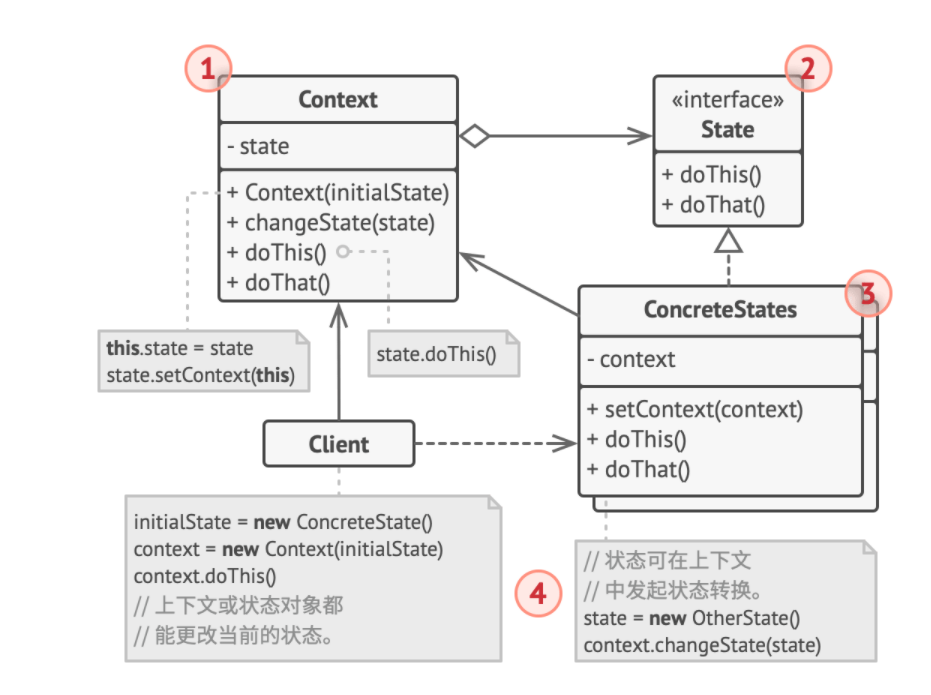 1
Context
- state
+ Context(initialState)
+ changeState(state)
+ doThis()
+ doThat()
2
«interface»
State
+ doThis()
+ doThat()
3
ConcreteStates
- context
+ setContext(context)
+ doThis()
+ doThat()
this.state = state
state.setContext(this)
state.doThis()
Client
initialState = new ConcreteState()
context = new Context(initialState)
context.doThis()
// 上下文或状态对象都
// 能更改当前的状态。
4
// 状态可在上下文
// 中发起状态转换。
state = new OtherState()
context.changeState(state)